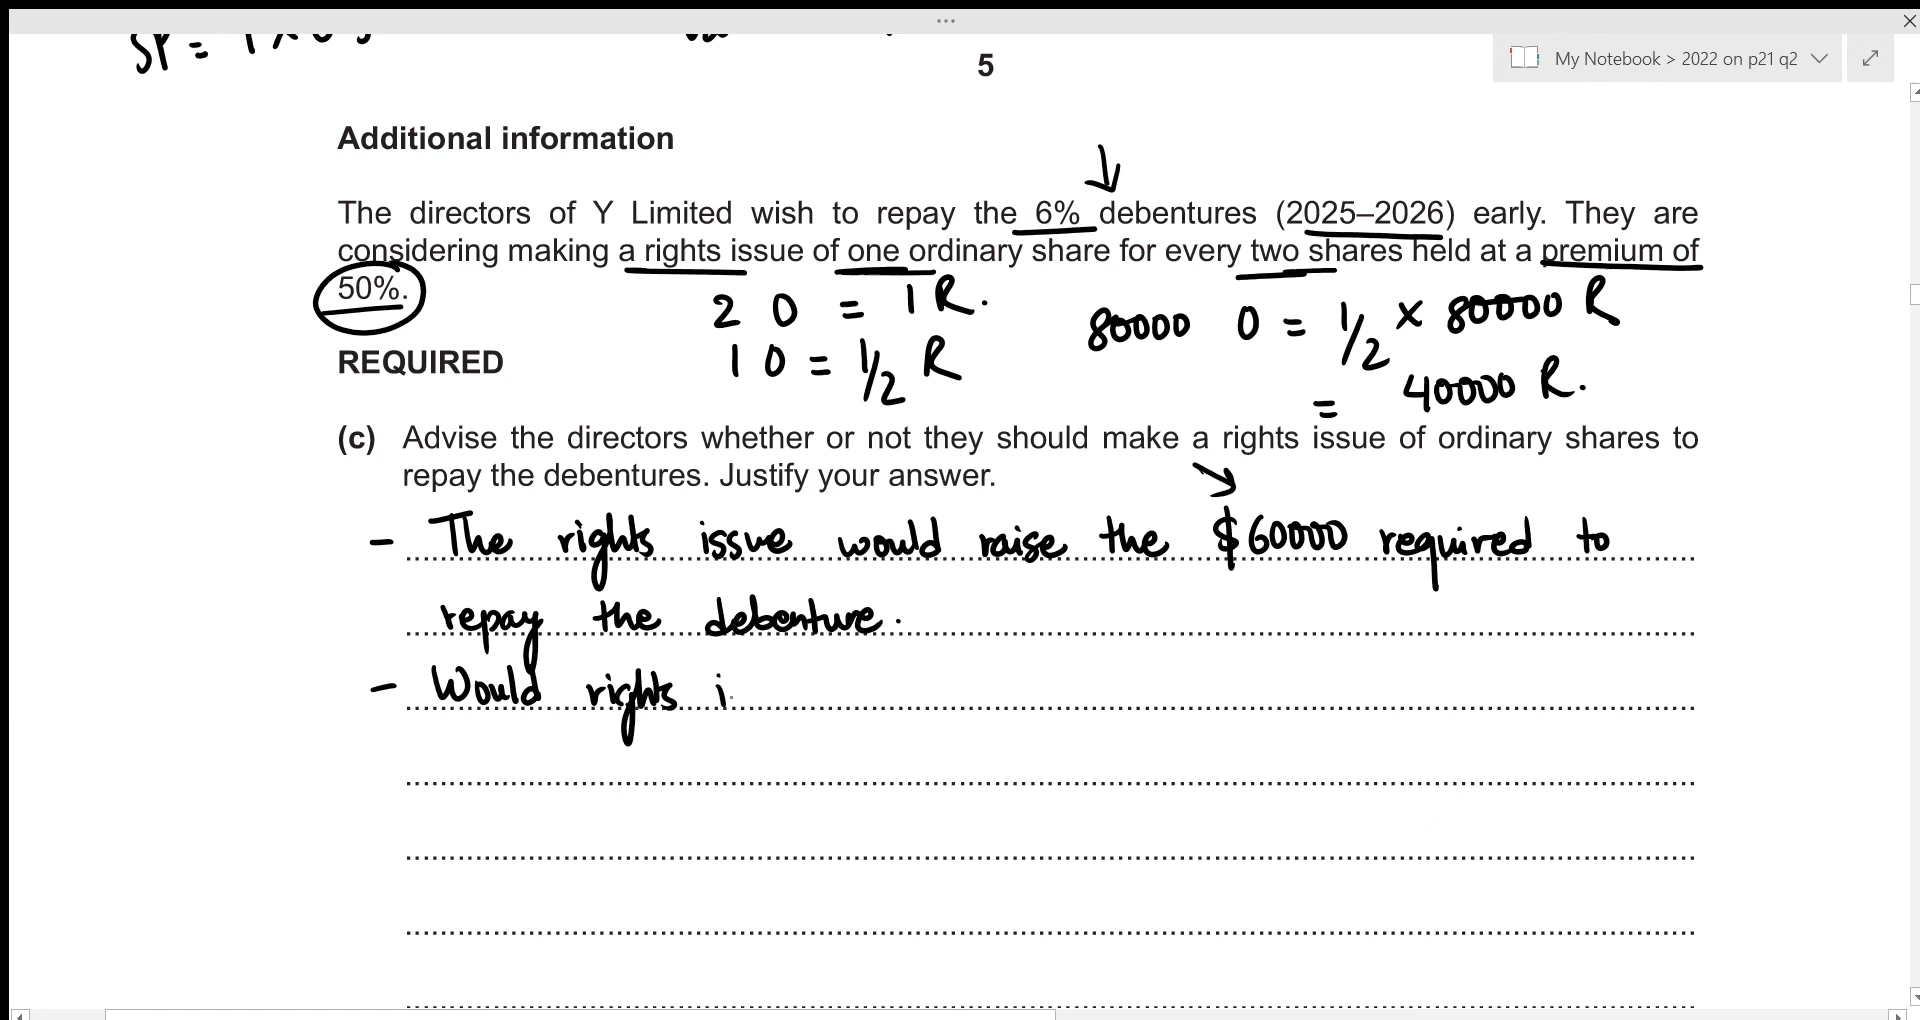 5
My Notebook > 2022 on p21 q2
Additional information
The directors of Y Limited wish to repay the 6% debentures (2025–2026) early. They are
considering making a rights issue of one ordinary share for every two shares held at a premium of
50%.
2 0 = 1 R.
80000 0 = 1/2 × 80000 R
1 0 = 1/2 R
= 40000 R.
REQUIRED
(c) Advise the directors whether or not they should make a rights issue of ordinary shares to
repay the debentures. Justify your answer.
- The rights issue would raise the $60000 required to
repay the debenture.
- Would rights i